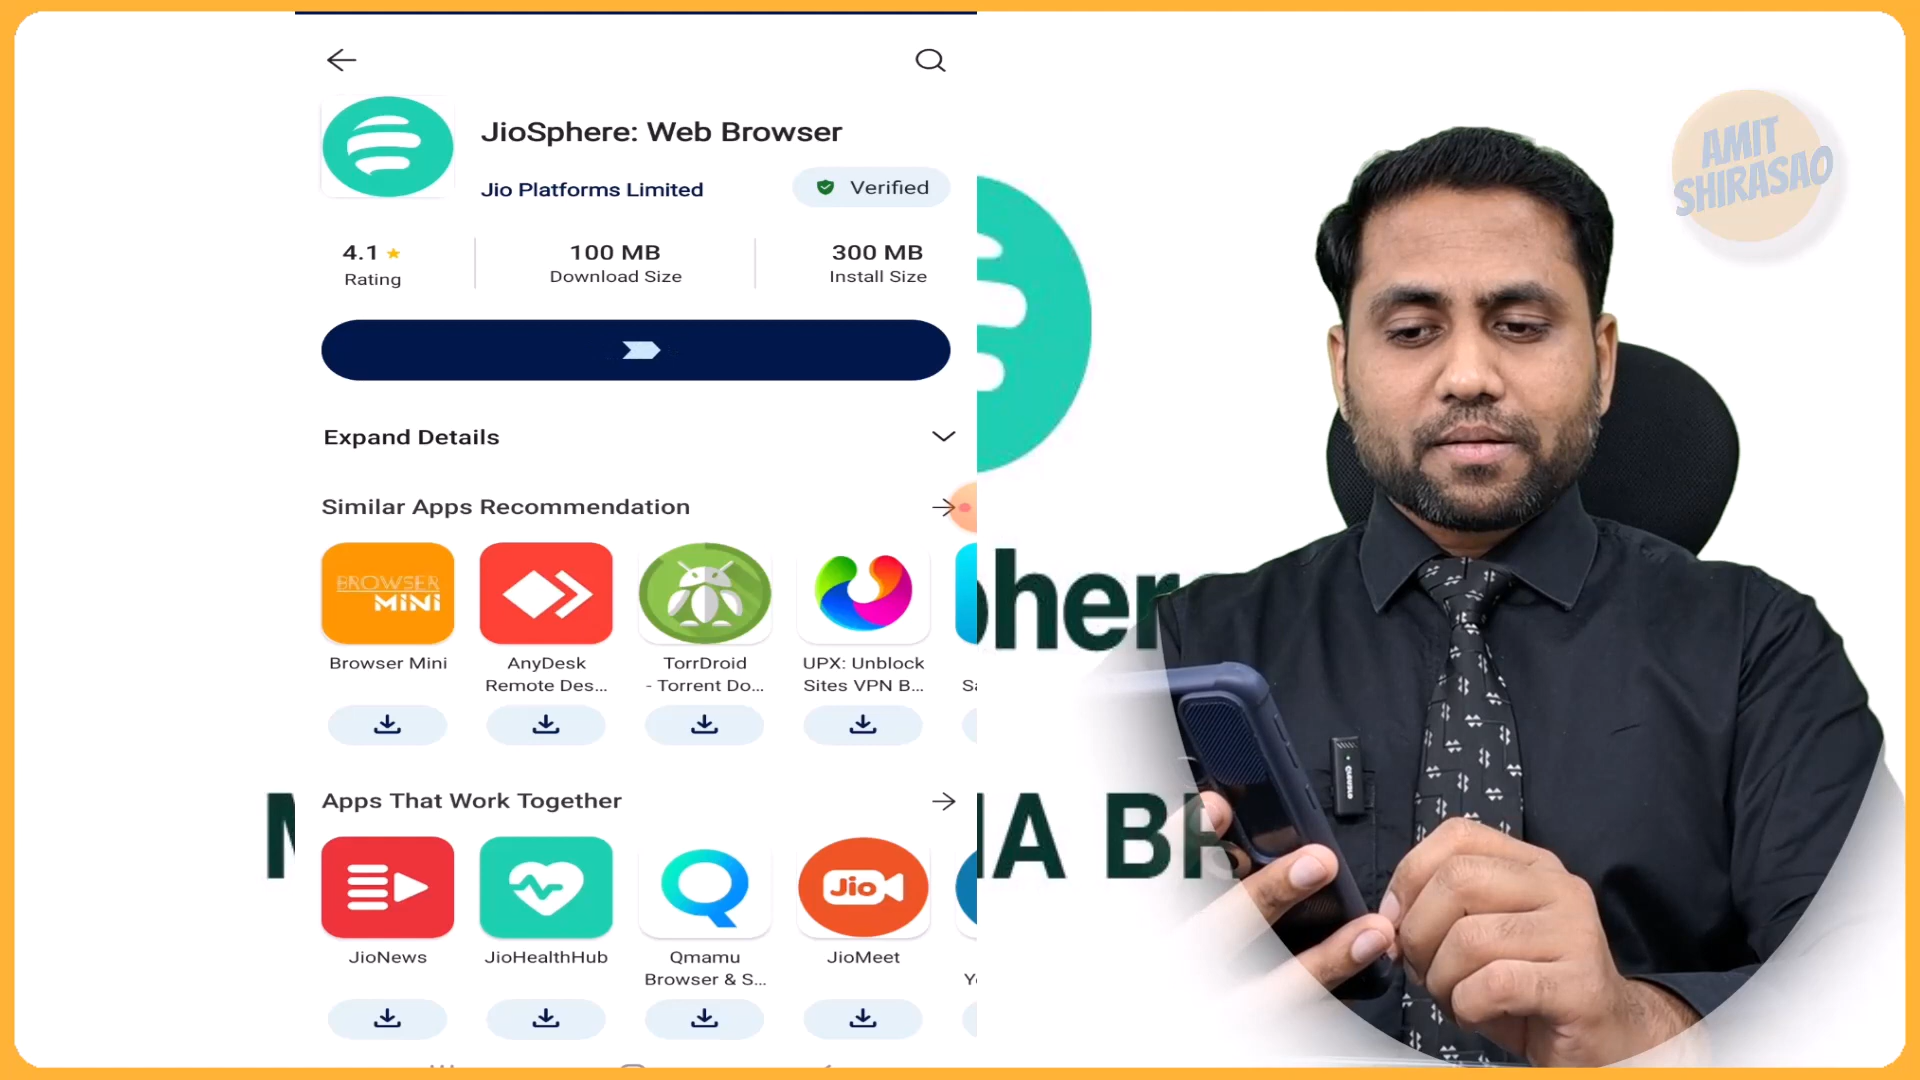 JioSphere: Web Browser
Jio Platforms Limited
Verified
4.1
Rating
100 MB
Download Size
300 MB
Install Size
Expand Details
Similar Apps Recommendation
BROWSER
MINI
Browser Mini
AnyDesk
Remote Des...
TorrDroid
- Torrent Do...
UPX: Unblock
Sites VPN B...
Apps That Work Together
JioNews
JioHealthHub
Qmamu
Browser & S...
Jio
JioMeet
AMIT
SHIRASAO